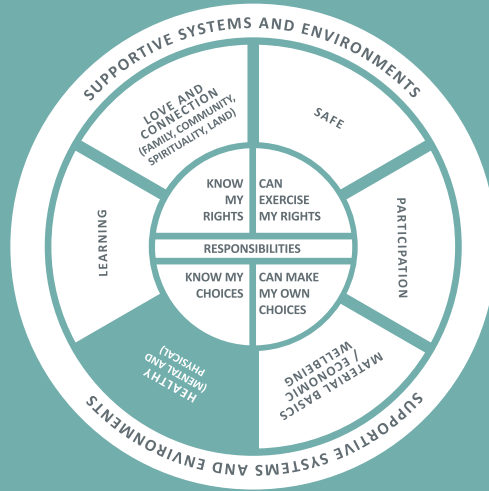 SUPPORTIVE SYSTEMS AND ENVIRONMENTS
LOVE AND
CONNECTION
(FAMILY, COMMUNITY,
SPIRITUALITY, LAND)
SAFE
LEARNING
PARTICIPATION
KNOW
MY
RIGHTS
CAN
EXERCISE
MY RIGHTS
RESPONSIBILITIES
KNOW MY
CHOICES
CAN MAKE
MY OWN
CHOICES
HEALTHY
(MENTAL AND
PHYSICAL)
MATERIAL BASICS
/ ECONOMIC
WELLBEING
SUPPORTIVE SYSTEMS AND ENVIRONMENTS